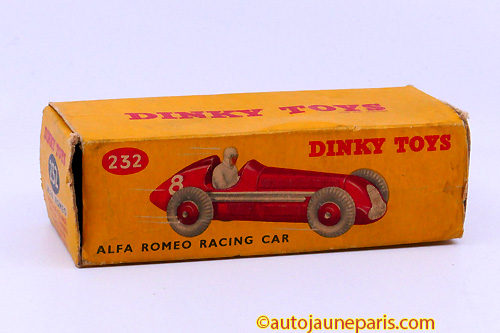 DINKY TOYS
232
DINKY TOYS
8
ALFA ROMEO RACING CAR
©autojauneparis.com